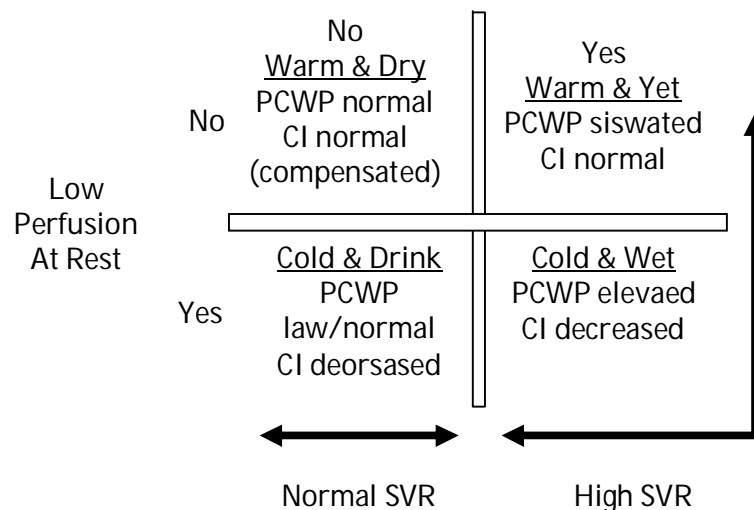 No
Warm & Dry
PCWP normal
CI normal
(compensated)
Yes
Warm & Yet
PCWP siswated
CI normal
No
Low
Perfusion
At Rest
Yes
Cold & Drink
PCWP
law/normal
CI deorsased
Cold & Wet
PCWP elevaed
CI decreased
Normal SVR
High SVR